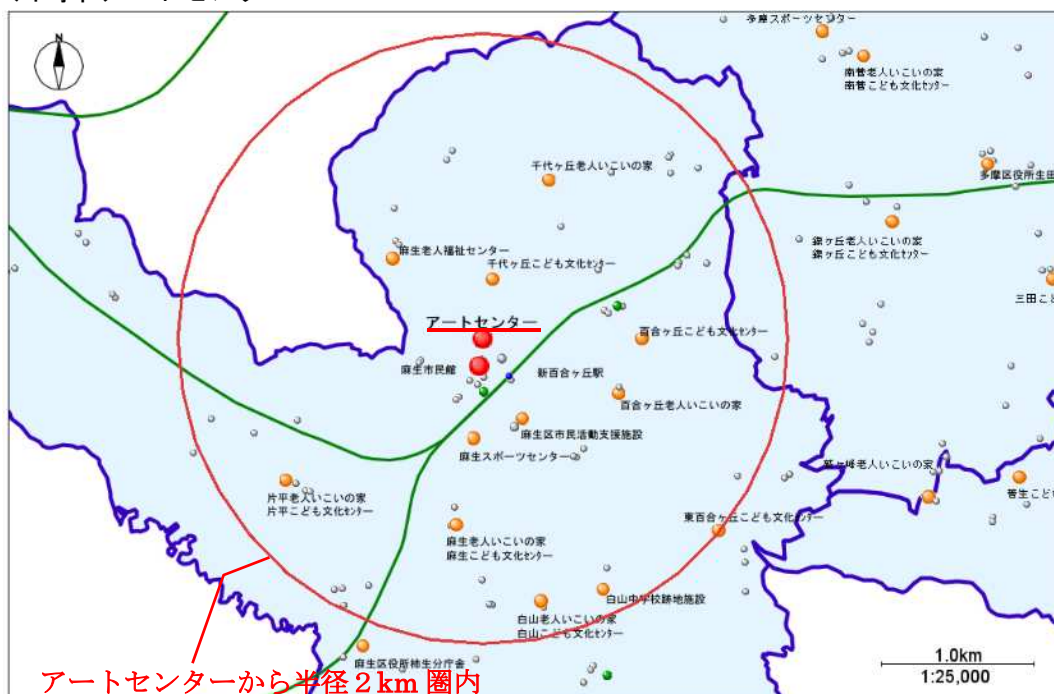 N
多摩スポーツセンター
南菅老人いこいの家
南菅こども文化センター
千代ヶ丘老人いこいの家
多摩区役所生田
麻生老人福祉センター
千代ヶ丘こども文化センター
錦ヶ丘老人いこいの家
錦ヶ丘こども文化センター
三田こど
アートセンター
百合ヶ丘こども文化センター
麻生市民館
新百合ヶ丘駅
百合ヶ丘老人いこいの家
麻生区市民活動支援施設
麻生スポーツセンター
鷲ヶ峰老人いこいの家
片平老人いこいの家
片平こども文化センター
菅生こども
東百合ヶ丘こども文化センター
麻生老人いこいの家
麻生こども文化センター
白山中学校跡地施設
白山老人いこいの家
白山こども文化センター
麻生区役所柿生分庁舎
1.0km
1:25,000
アートセンターから半径2km 圏内